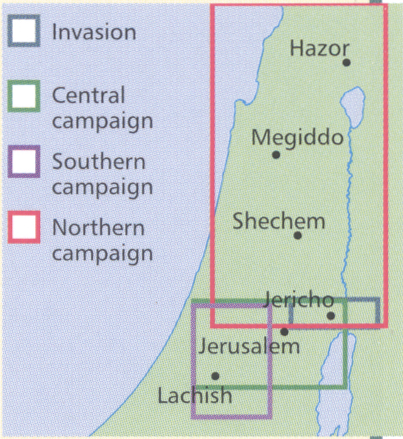 Invasion
Central
campaign
Southern
campaign
Northern
campaign
Hazor
Megiddo
Shechem
Jericho
Jerusalem
Lachish